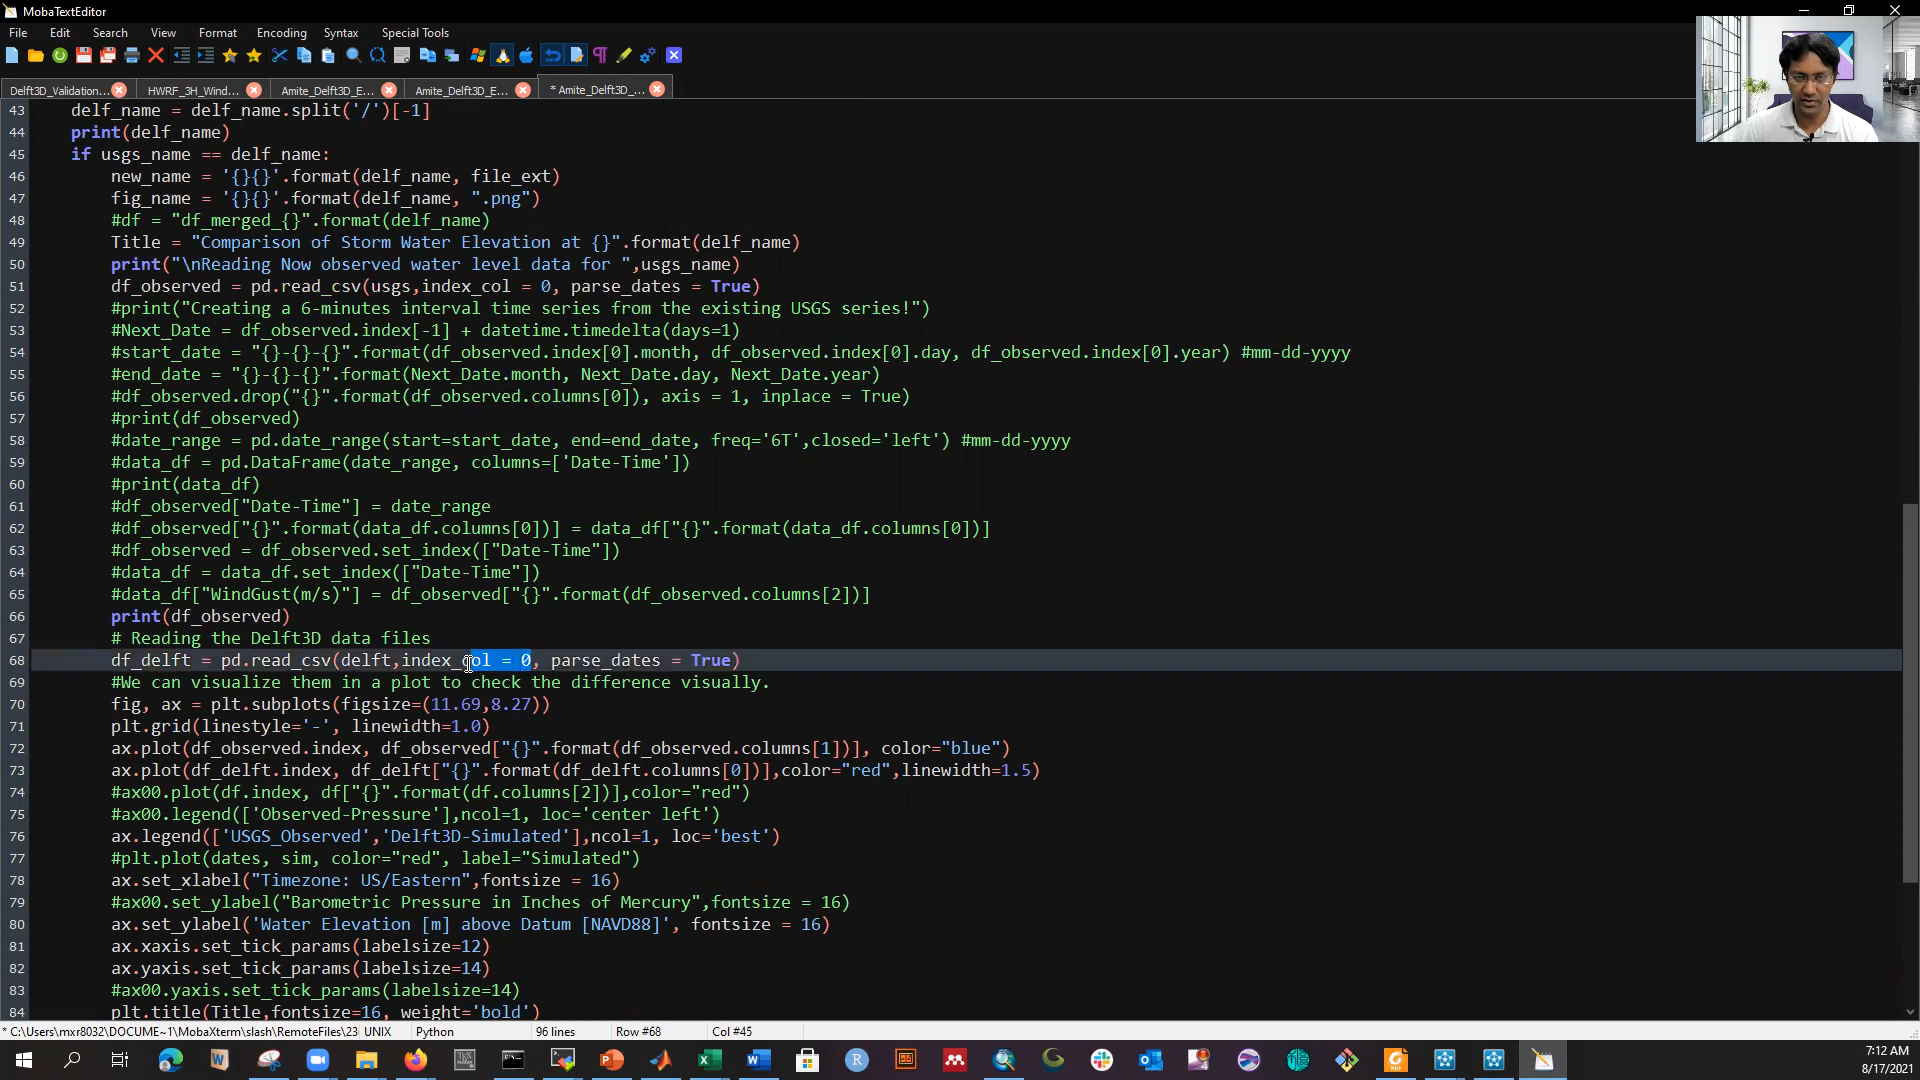 MobaTextEditor
File Edit Search View Format Encoding Syntax Special Tools
Delft3D_Validation... HWRF_3H_Wind... Amite_Delft3D_E... Amite_Delft3D_E... * Amite_Delft3D_...
43 delf_name = delf_name.split('/')[-1]
44 print(delf_name)
45 if usgs_name == delf_name:
46 new_name = '{}{}'.format(delf_name, file_ext)
47 fig_name = '{}{}'.format(delf_name, ".png")
48 #df = "df_merged_{}".format(delf_name)
49 Title = "Comparison of Storm Water Elevation at {}".format(delf_name)
50 print("\nReading Now observed water level data for ",usgs_name)
51 df_observed = pd.read_csv(usgs,index_col = 0, parse_dates = True)
52 #print("Creating a 6-minutes interval time series from the existing USGS series!")
53 #Next_Date = df_observed.index[-1] + datetime.timedelta(days=1)
54 #start_date = "{}-{}-{}".format(df_observed.index[0].month, df_observed.index[0].day, df_observed.index[0].year) #mm-dd-yyyy
55 #end_date = "{}-{}-{}".format(Next_Date.month, Next_Date.day, Next_Date.year)
56 #df_observed.drop("{}".format(df_observed.columns[0]), axis = 1, inplace = True)
57 #print(df_observed)
58 #date_range = pd.date_range(start=start_date, end=end_date, freq='6T',closed='left') #mm-dd-yyyy
59 #data_df = pd.DataFrame(date_range, columns=['Date-Time'])
60 #print(data_df)
61 #df_observed["Date-Time"] = date_range
62 #df_observed["{}".format(data_df.columns[0])] = data_df["{}".format(data_df.columns[0])]
63 #df_observed = df_observed.set_index(["Date-Time"])
64 #data_df = data_df.set_index(["Date-Time"])
65 #data_df["WindGust(m/s)"] = df_observed["{}".format(df_observed.columns[2])]
66 print(df_observed)
67 # Reading the Delft3D data files
68 df_delft = pd.read_csv(delft,index_col = 0, parse_dates = True)
69 #We can visualize them in a plot to check the difference visually.
70 fig, ax = plt.subplots(figsize=(11.69,8.27))
71 plt.grid(linestyle='-', linewidth=1.0)
72 ax.plot(df_observed.index, df_observed["{}".format(df_observed.columns[1])], color="blue")
73 ax.plot(df_delft.index, df_delft["{}".format(df_delft.columns[0])],color="red",linewidth=1.5)
74 #ax00.plot(df.index, df["{}".format(df.columns[2])],color="red")
75 #ax00.legend(['Observed-Pressure'],ncol=1, loc='center left')
76 ax.legend(['USGS_Observed','Delft3D-Simulated'],ncol=1, loc='best')
77 #plt.plot(dates, sim, color="red", label="Simulated")
78 ax.set_xlabel("Timezone: US/Eastern",fontsize = 16)
79 #ax00.set_ylabel("Barometric Pressure in Inches of Mercury",fontsize = 16)
80 ax.set_ylabel('Water Elevation [m] above Datum [NAVD88]', fontsize = 16)
81 ax.xaxis.set_tick_params(labelsize=12)
82 ax.yaxis.set_tick_params(labelsize=14)
83 #ax00.yaxis.set_tick_params(labelsize=14)
84 plt.title(Title,fontsize=16, weight='bold')
* C:\Users\mxr8032\DOCUME~1\MobaXterm\slash\RemoteFiles\23 UNIX Python 96 lines Row #68 Col #45
7:12 AM
8/17/2021